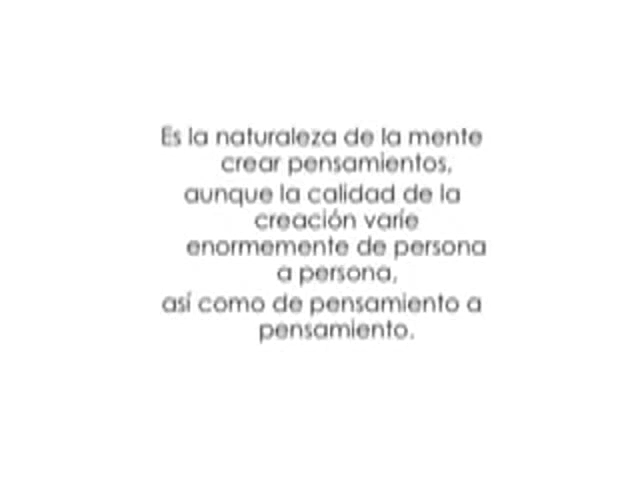 Es la naturaleza de la mente
crear pensamientos,
aunque la calidad de la
creación varíe
enormemente de persona
a persona,
así como de pensamiento a
pensamiento.